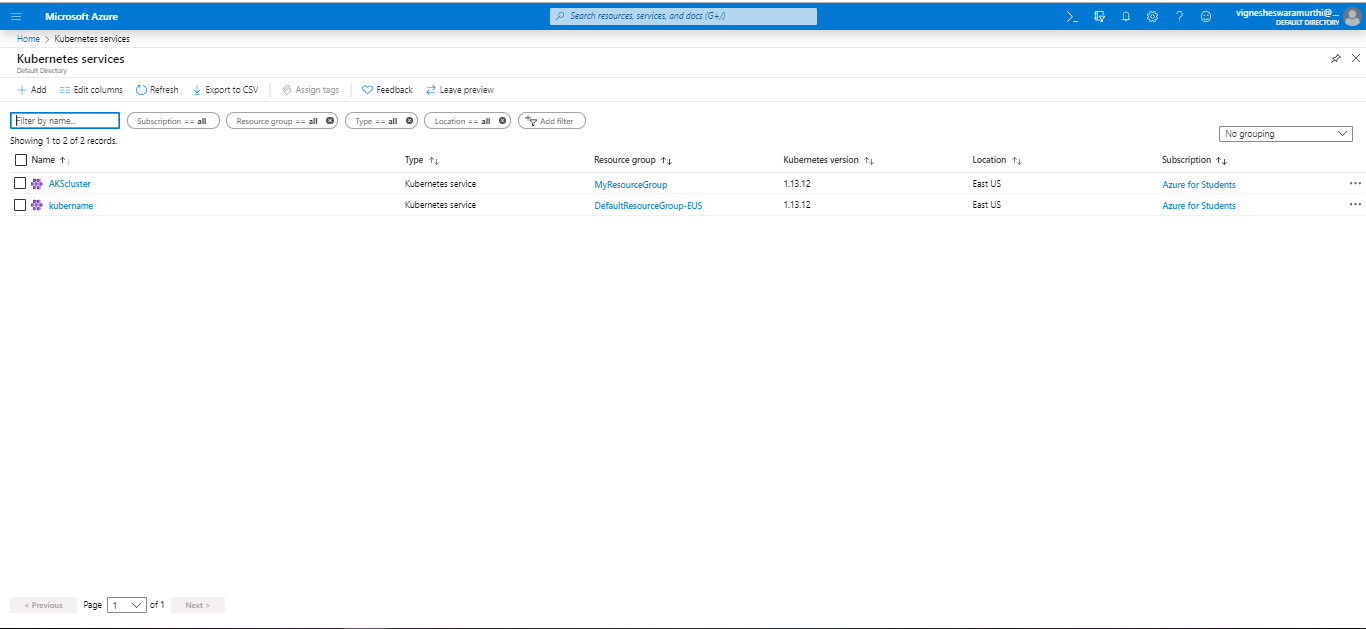 Microsoft Azure
Search resources, services, and docs (G+/)
vignesheswaramurthi@...
DEFAULT DIRECTORY
Home > Kubernetes services
Kubernetes services
Default Directory
Add Edit columns Refresh Export to CSV Assign tags Feedback Leave preview
Filter by name... Subscription == all Resource group == all Type == all Location == all Add filter
Showing 1 to 2 of 2 records.
No grouping
Name Type Resource group Kubernetes version Location Subscription
AKScluster Kubernetes service MyResourceGroup 1.13.12 East US Azure for Students
kubername Kubernetes service DefaultResourceGroup-EUS 1.13.12 East US Azure for Students
< Previous Page 1 of 1 Next >